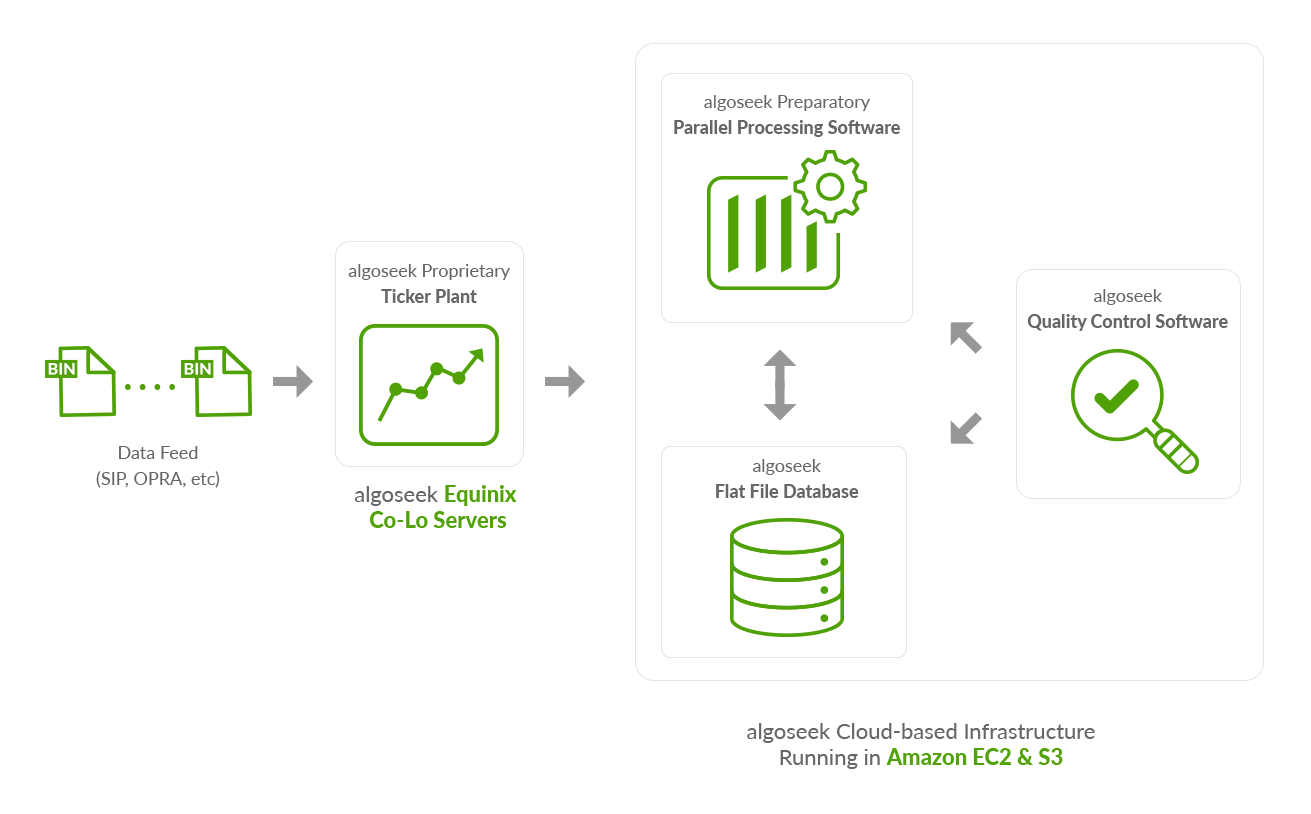 BIN
BIN
Data Feed
(SIP, OPRA, etc)
algoseek Proprietary
Ticker Plant
algoseek Equinix
Co-Lo Servers
algoseek Preparatory
Parallel Processing Software
algoseek
Flat File Database
algoseek
Quality Control Software
algoseek Cloud-based Infrastructure
Running in Amazon EC2 & S3